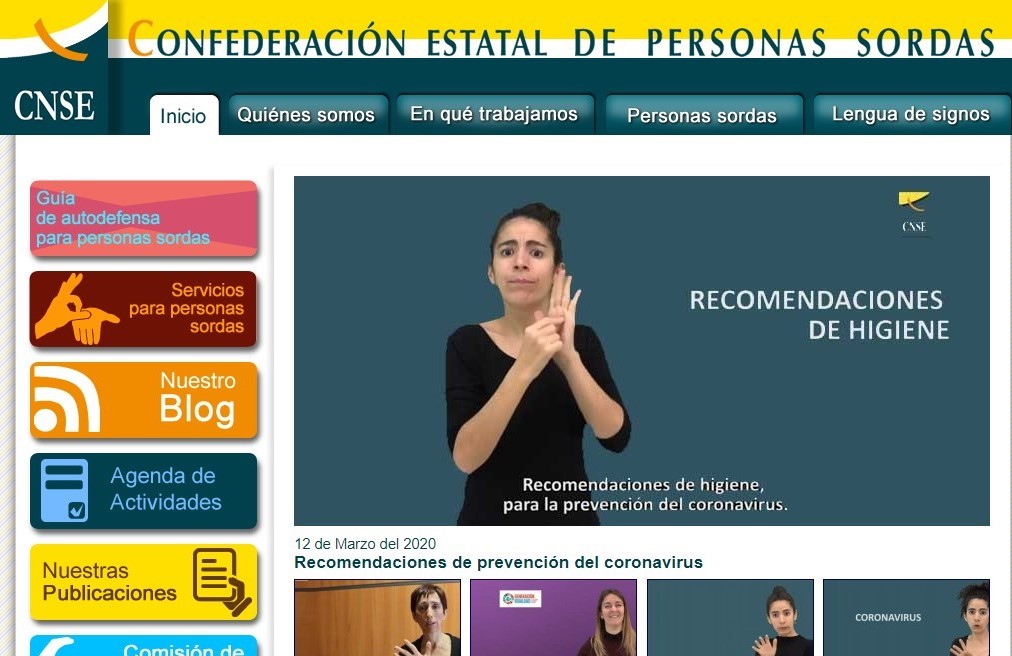 CONFEDERACIÓN ESTATAL DE PERSONAS SORDAS
CNSE
Inicio
Quiénes somos
En qué trabajamos
Personas sordas
Lengua de signos
Guía
de autodefensa
para personas sordas
Servicios
para personas
sordas
Nuestro
Blog
Agenda de
Actividades
Nuestras
Publicaciones
Comisión de
CNSE
RECOMENDACIONES
DE HIGIENE
Recomendaciones de higiene,
para la prevención del coronavirus.
12 de Marzo del 2020
Recomendaciones de prevención del coronavirus
GENERACIÓN
IGUALDAD
CORONAVIRUS